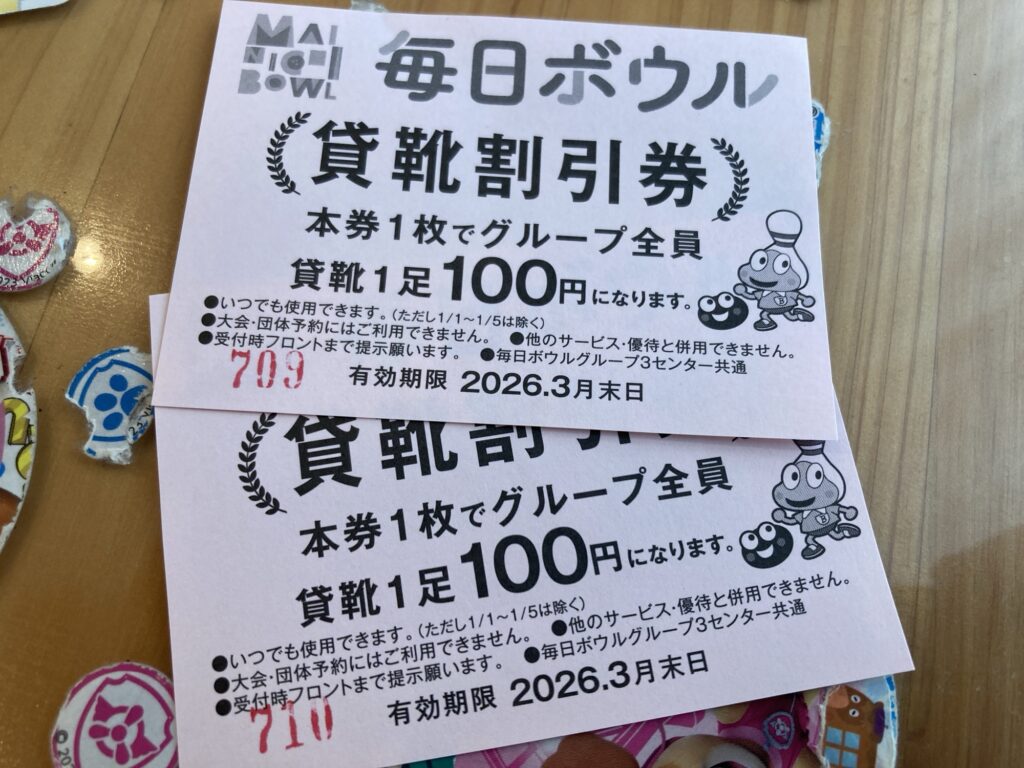 MAI
NICHI
BOWL
毎日ボウル
貸靴割引券
本券1枚でグループ全員
貸靴1足100円になります。
●いつでも使用できます。(ただし1/1～1/5は除く)
●大会・団体予約にはご利用できません。 ●他のサービス・優待と併用できません。
●受付時フロントまで提示願います。 ●毎日ボウルグループ3センター共通
709 有効期限 2026.3月末日
貸靴割引
本券1枚でグループ全員
貸靴1足100円になります。
●いつでも使用できます。(ただし1/1～1/5は除く)
●大会・団体予約にはご利用できません。 ●他のサービス・優待と併用できません。
●受付時フロントまで提示願います。 ●毎日ボウルグループ3センター共通
710 有効期限 2026.3月末日